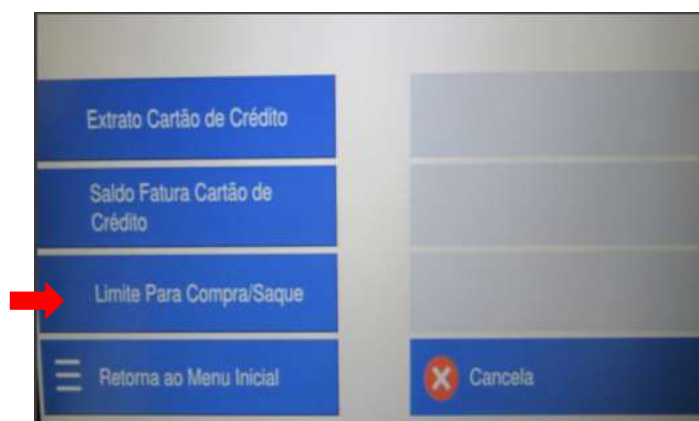 Extrato Cartão de Crédito
Saldo Fatura Cartão de
Crédito
Limite Para Compra/Saque
Retorna ao Menu Inicial
Cancela